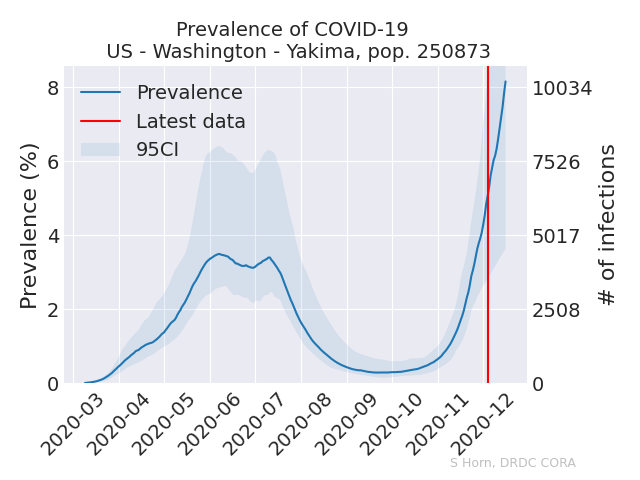 Prevalence of COVID-19
US - Washington - Yakima, pop. 250873
Prevalence
Latest data
95CI
Prevalence (%)
8
6
4
2
0
10034
7526
5017
2508
0
# of infections
2020-03
2020-04
2020-05
2020-06
2020-07
2020-08
2020-09
2020-10
2020-11
2020-12
S Horn, DRDC CORA